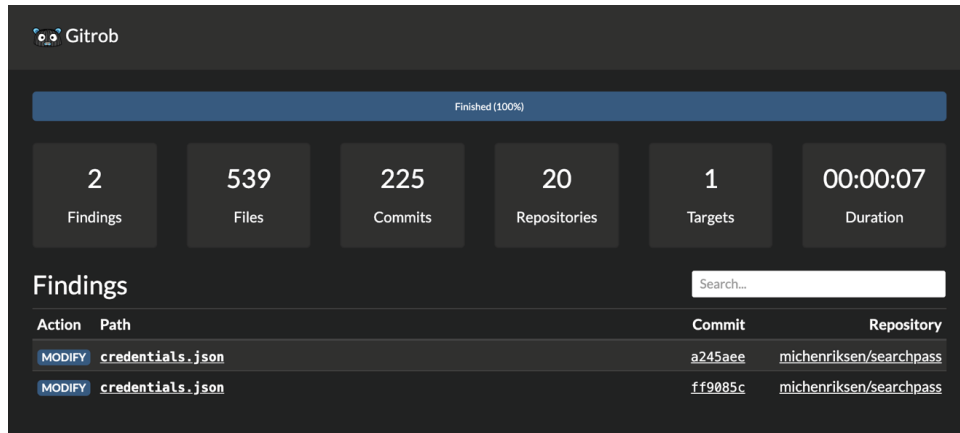 Gitrob
Finished (100%)
2 539 225 20 1 00:00:07
Findings Files Commits Repositories Targets Duration
Findings Search...
Action Path Commit Repository
MODIFY credentials.json a245aee michenriksen/searchpass
MODIFY credentials.json ff9085c michenriksen/searchpass